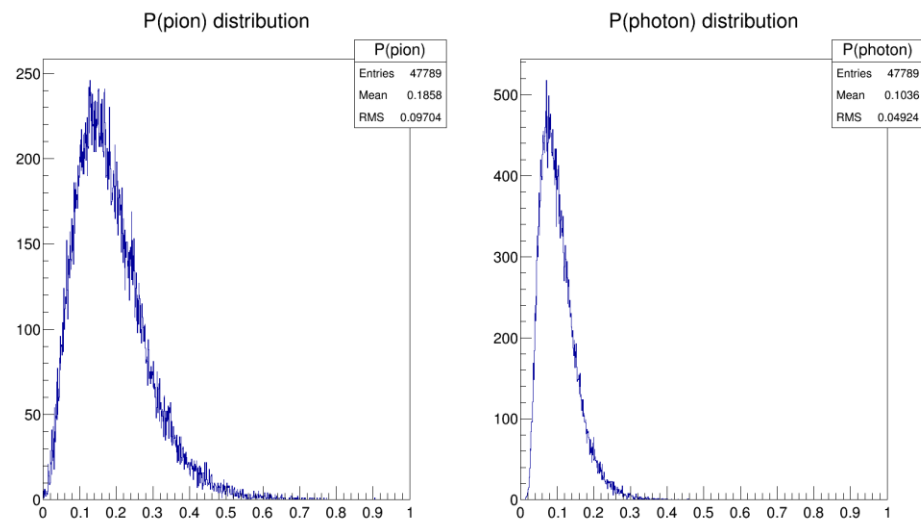 P(pion) distribution
P(pion)
Entries 47789
Mean 0.1858
RMS 0.09704
250
200
150
100
50
0
0 0.1 0.2 0.3 0.4 0.5 0.6 0.7 0.8 0.9 1
P(photon) distribution
P(photon)
Entries 47789
Mean 0.1036
RMS 0.04924
500
400
300
200
100
0
0 0.1 0.2 0.3 0.4 0.5 0.6 0.7 0.8 0.9 1